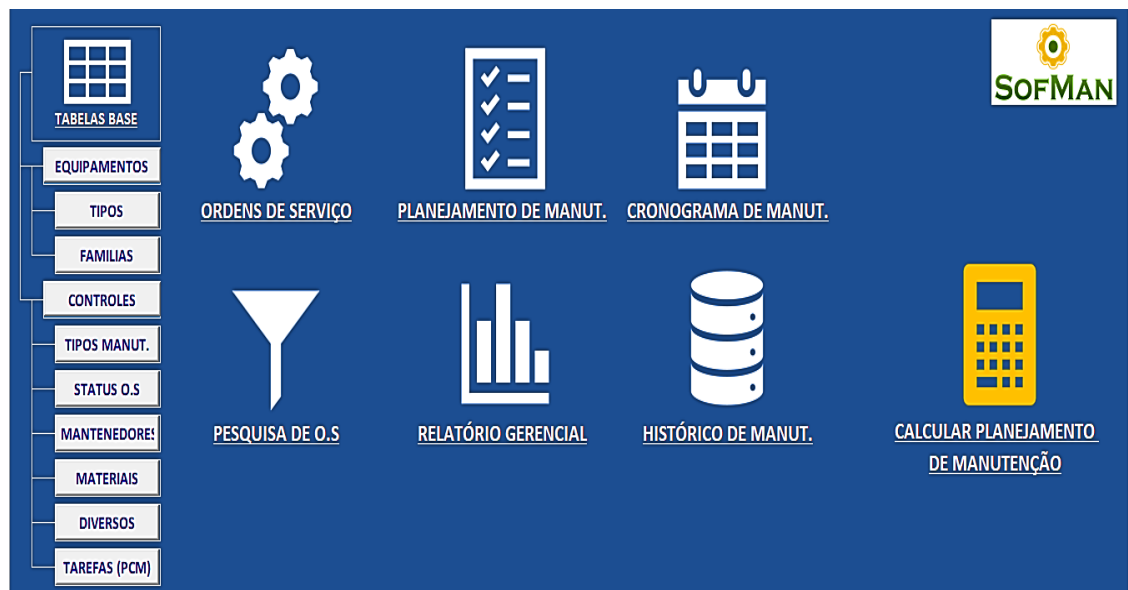 TABELAS BASE
EQUIPAMENTOS
TIPOS
FAMILIAS
CONTROLES
TIPOS MANUT.
STATUS O.S
MANTENEDORES
MATERIAIS
DIVERSOS
TAREFAS (PCM)
ORDENS DE SERVIÇO
PLANEJAMENTO DE MANUT.
CRONOGRAMA DE MANUT.
SOFMAN
PESQUISA DE O.S
RELATÓRIO GERENCIAL
HISTÓRICO DE MANUT.
CALCULAR PLANEJAMENTO
DE MANUTENÇÃO